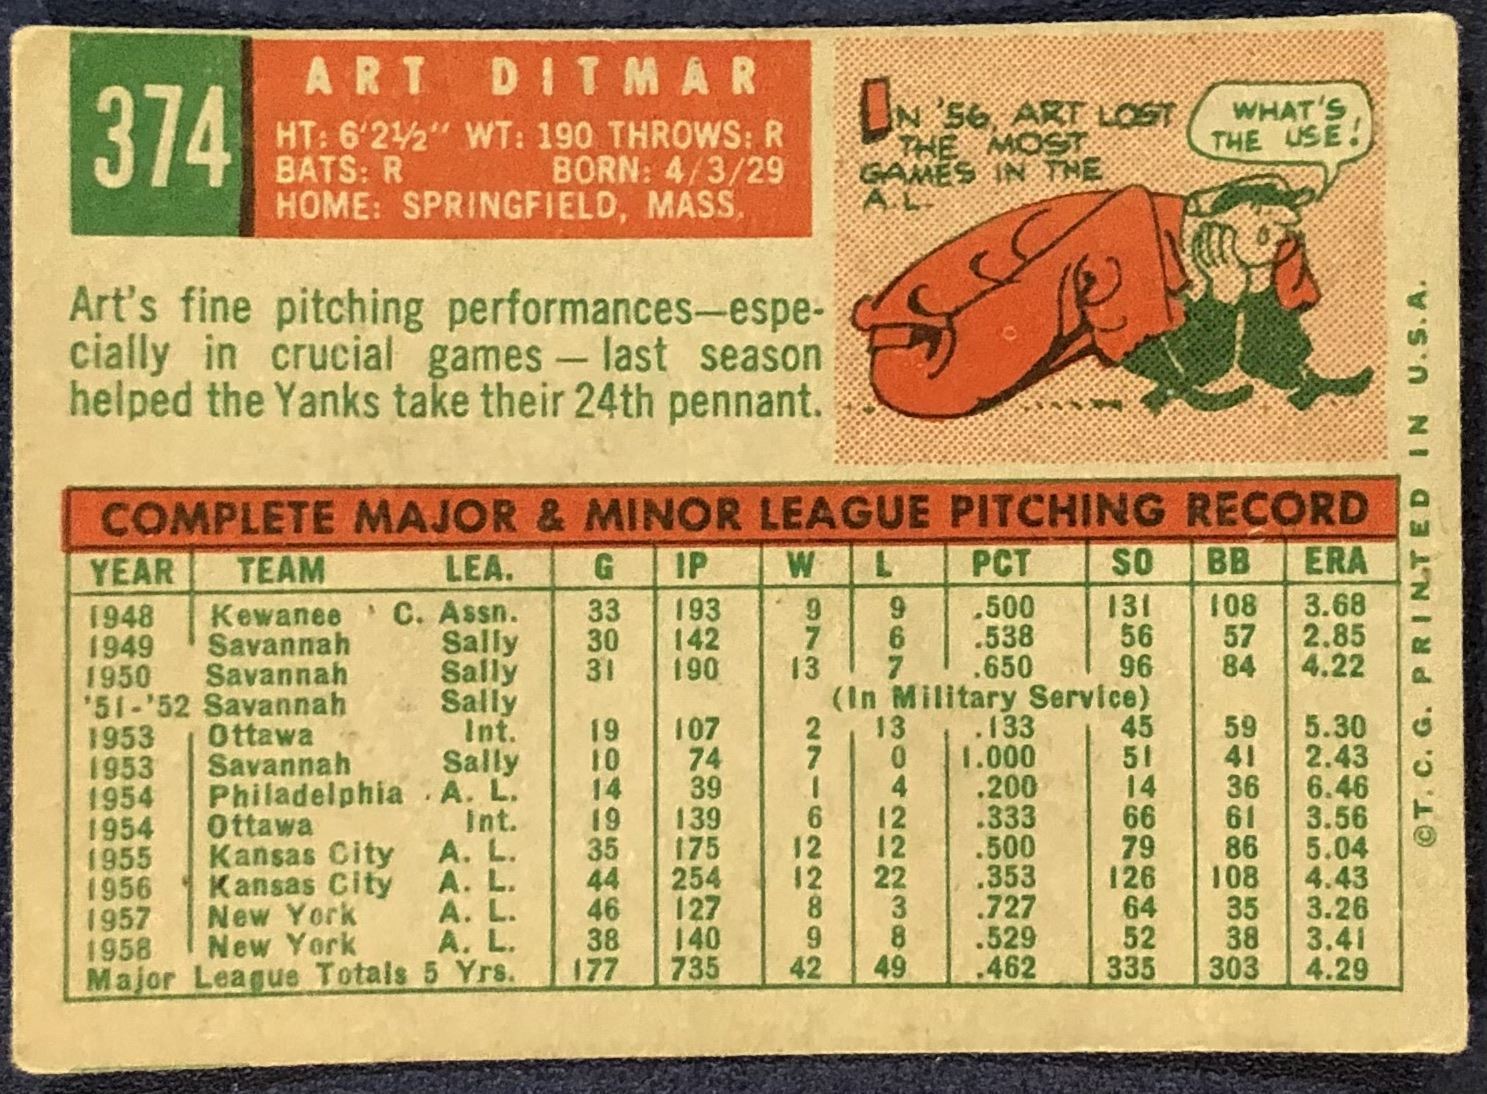 374
ART DITMAR
HT: 6'2½" WT: 190 THROWS: R
BATS: R BORN: 4/3/29
HOME: SPRINGFIELD, MASS.
IN '56, ART LOST
THE MOST
GAMES IN THE
A.L.
WHAT'S
THE USE!
Art's fine pitching performances—espe-
cially in crucial games — last season
helped the Yanks take their 24th pennant.
COMPLETE MAJOR & MINOR LEAGUE PITCHING RECORD
YEAR TEAM LEA. G IP W L PCT SO BB ERA
1948 Kewanee C. Assn. 33 193 9 9 .500 131 108 3.68
1949 Savannah Sally 30 142 7 6 .538 56 57 2.85
1950 Savannah Sally 31 190 13 7 .650 96 84 4.22
'51-'52 Savannah Sally (In Military Service)
1953 Ottawa Int. 19 107 2 13 .133 45 59 5.30
1953 Savannah Sally 10 74 7 0 1.000 51 41 2.43
1954 Philadelphia A. L. 14 39 1 4 .200 14 36 6.46
1954 Ottawa Int. 19 139 6 12 .333 66 61 3.56
1955 Kansas City A. L. 35 175 12 12 .500 79 86 5.04
1956 Kansas City A. L. 44 254 12 22 .353 126 108 4.43
1957 New York A. L. 46 127 8 3 .727 64 35 3.26
1958 New York A. L. 38 140 9 8 .529 52 38 3.41
Major League Totals 5 Yrs. 177 735 42 49 .462 335 303 4.29
©T. C. G. PRINTED IN U.S.A.